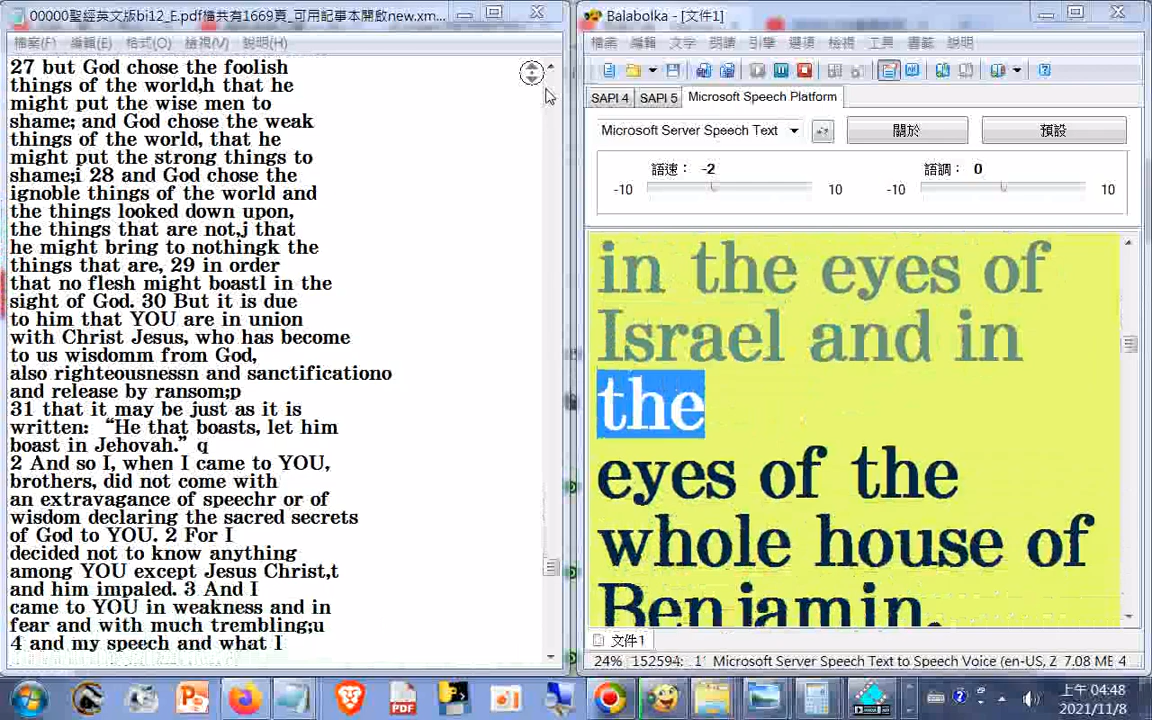 00000聖經英文版bi12_E.pdf檔共有1669頁_可用記事本開啟new.xm...
檔案(F) 編輯(E) 格式(O) 檢視(V) 說明(H)
27 but God chose the foolish
things of the world,h that he
might put the wise men to
shame; and God chose the weak
things of the world, that he
might put the strong things to
shame;i 28 and God chose the
ignoble things of the world and
the things looked down upon,
the things that are not,j that
he might bring to nothingk the
things that are, 29 in order
that no flesh might boastl in the
sight of God. 30 But it is due
to him that YOU are in union
with Christ Jesus, who has become
to us wisdomm from God,
also righteousnessn and sanctificationo
and release by ransom;p
31 that it may be just as it is
written: “He that boasts, let him
boast in Jehovah.” q
2 And so I, when I came to YOU,
brothers, did not come with
an extravagance of speechr or of
wisdom declaring the sacred secrets
of God to YOU. 2 For I
decided not to know anything
among YOU except Jesus Christ,t
and him impaled. 3 And I
came to YOU in weakness and in
fear and with much trembling;u
4 and my speech and what I
Balabolka - [文件1]
檔案 編輯 文字 朗讀 引擎 選項 檢視 工具 書籤 說明
SAPI 4 SAPI 5 Microsoft Speech Platform
Microsoft Server Speech Text 關於 預設
語速： -2 語調： 0
-10 10 -10 10
in the eyes of
Israel and in
the
eyes of the
whole house of
Benjamin.
文件1
24% 152594: Microsoft Server Speech Text to Speech Voice (en-US, Z 7.08 ME 4
上午 04:48
2021/11/8